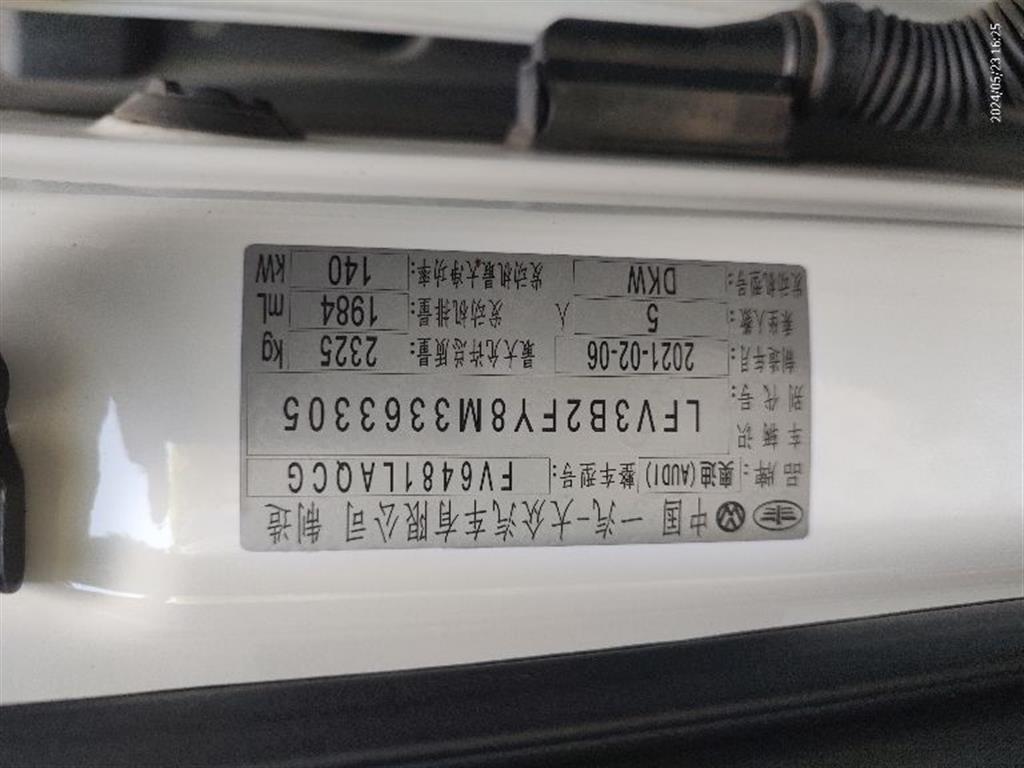 中国 一汽-大众汽车有限公司 制造
品牌: 奥迪(AUDI) 整车型号: FV6481LAQCG
车辆识别代号: LFV3B2FY8M3363305
制造年月: 2021-02-06 最大允许总质量: 2325 kg
乘坐人数: 5 人 发动机排量: 1984 mL
发动机型号: DKW 发动机最大净功率: 140 kW
2024/05/23 16:25